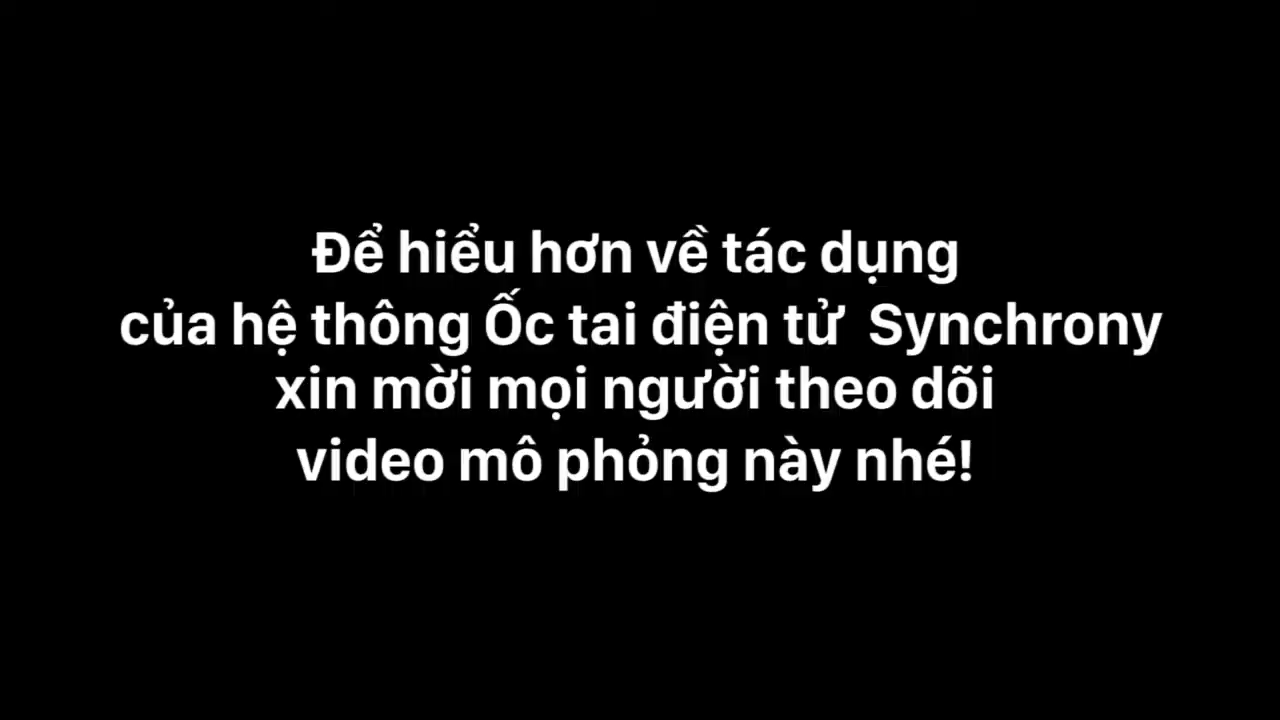 Để hiểu hơn về tác dụng
của hệ thông Ốc tai điện tử Synchrony
xin mời mọi người theo dõi
video mô phỏng này nhé!